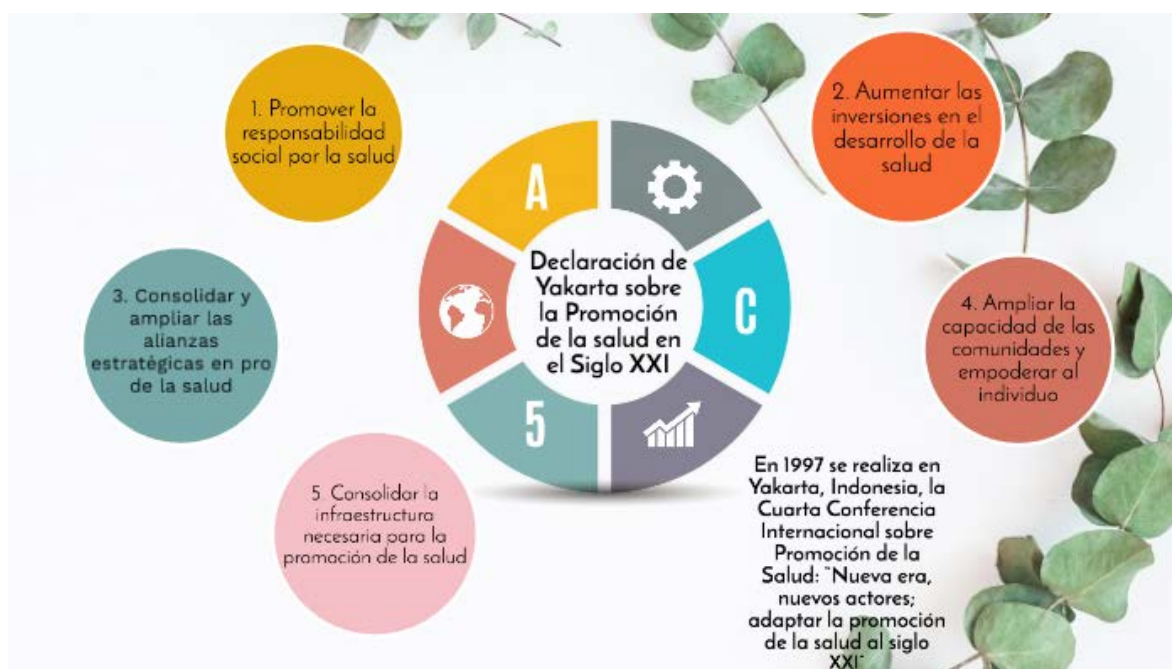 1. Promover la
responsabilidad
social por la salud
2. Aumentar las
inversiones en el
desarrollo de la
salud
A
C
5
Declaración de
Yakarta sobre
la Promoción
de la salud en
el Siglo XXI
3. Consolidar y
ampliar las
alianzas
estratégicas en pro
de la salud
4. Ampliar la
capacidad de las
comunidades y
empoderar al
individuo
5. Consolidar la
infraestructura
necesaria para la
promoción de la salud
En 1997 se realiza en
Yakarta, Indonesia, la
Cuarta Conferencia
Internacional sobre
Promoción de la
Salud: "Nueva era,
nuevos actores;
adaptar la promoción
de la salud al siglo
XXI"